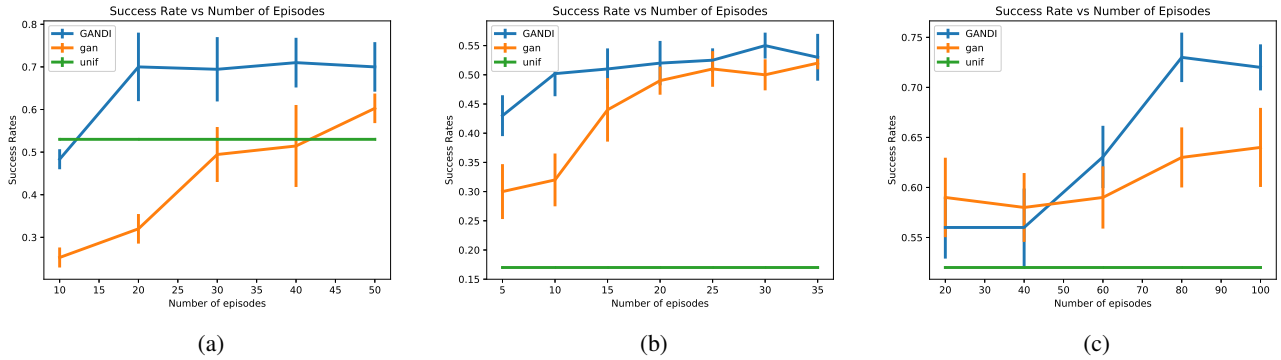 Success Rate vs Number of Episodes
GANDI
gan
unif
0.8
0.7
0.6
0.5
0.4
0.3
Success Rates
10 15 20 25 30 35 40 45 50
Number of episodes
(a)
Success Rate vs Number of Episodes
GANDI
gan
unif
0.55
0.50
0.45
0.40
0.35
0.30
0.25
0.20
0.15
Success Rates
5 10 15 20 25 30 35
Number of episodes
(b)
Success Rate vs Number of Episodes
GANDI
gan
unif
0.75
0.70
0.65
0.60
0.55
Success Rates
20 30 40 50 60 70 80 90 100
Number of episodes
(c)